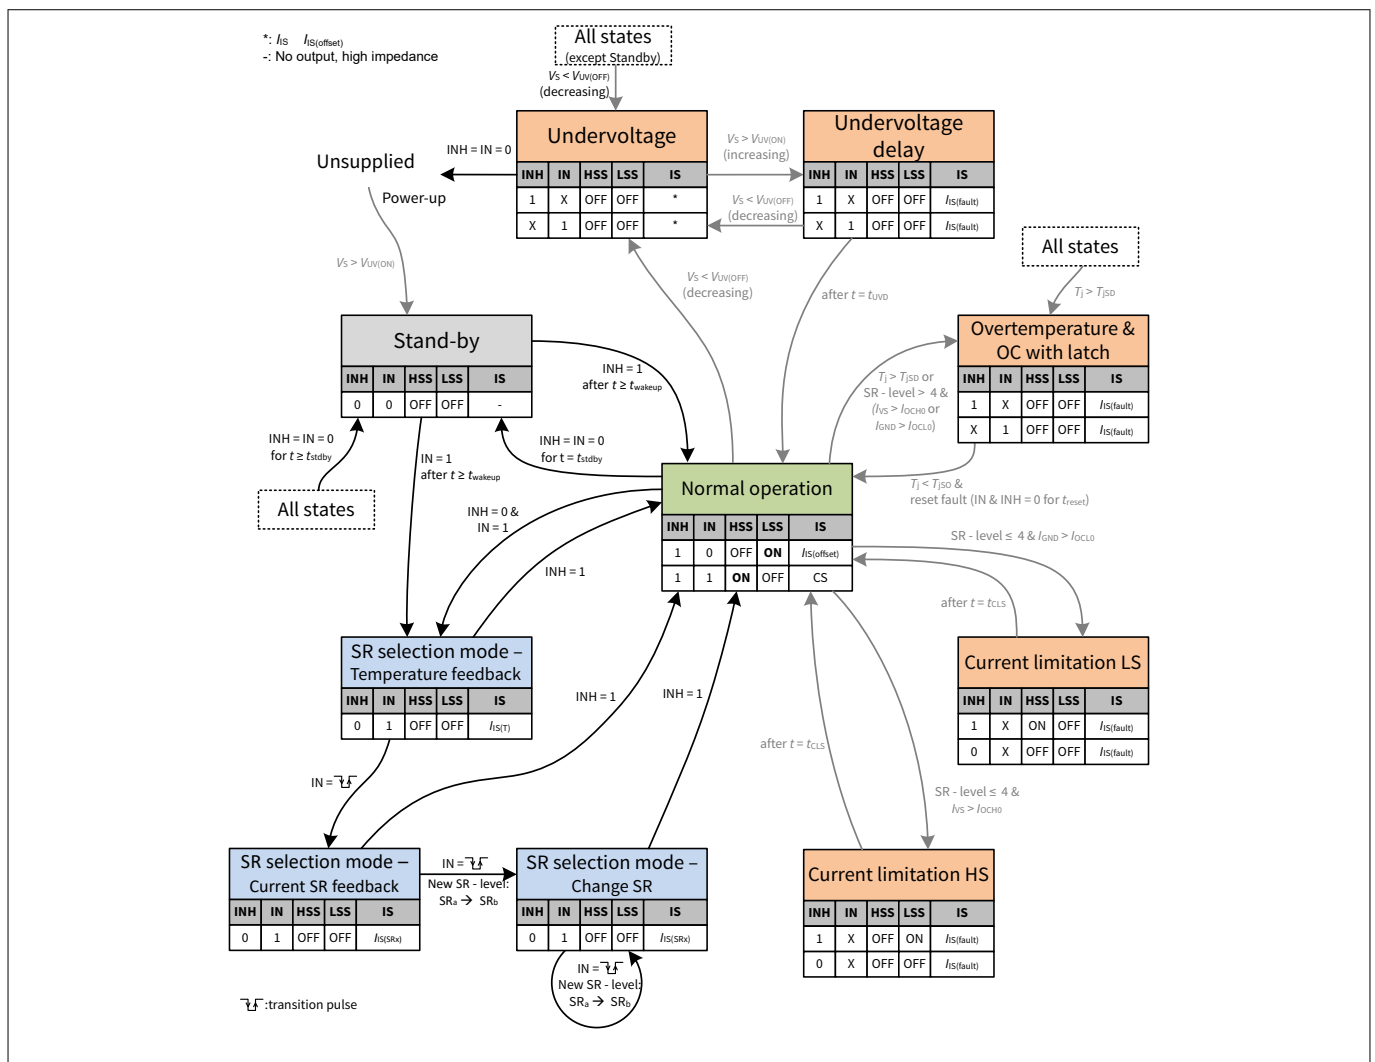 *: IIS IIS(offset)
-: No output, high impedance
All states
(except Standby)
VS < VUV(OFF)
(decreasing)
Undervoltage
INH IN HSS LSS IS
1 X OFF OFF *
X 1 OFF OFF *
VS > VUV(ON)
(increasing)
VS < VUV(OFF)
(decreasing)
Undervoltage
delay
INH IN HSS LSS IS
1 X OFF OFF IIS(fault)
X 1 OFF OFF IIS(fault)
INH = IN = 0
Unsupplied
Power-up
VS > VUV(ON)
VS < VUV(OFF)
(decreasing)
after t = tUVD
All states
Tj > TjSD
Stand-by
INH IN HSS LSS IS
0 0 OFF OFF -
INH = 1
after t ≥ twakeup
Overtemperature &
OC with latch
INH IN HSS LSS IS
1 X OFF OFF IIS(fault)
X 1 OFF OFF IIS(fault)
Tj > TjSD or
SR - level > 4 &
(IVS > IOCH0 or
IGND > IOCL0)
INH = IN = 0
for t ≥ tstdby
All states
IN = 1
after t ≥ twakeup
INH = IN = 0
for t = tstdby
Tj < TjSO &
reset fault (IN & INH = 0 for treset)
Normal operation
INH IN HSS LSS IS
1 0 OFF ON IIS(offset)
1 1 ON OFF CS
INH = 0 &
IN = 1
INH = 1
SR - level ≤ 4 & IGND > IOCL0
after t = tCLS
SR selection mode –
Temperature feedback
INH IN HSS LSS IS
0 1 OFF OFF IIS(T)
Current limitation LS
INH IN HSS LSS IS
1 X ON OFF IIS(fault)
0 X OFF OFF IIS(fault)
INH = 1
INH = 1
after t = tCLS
SR - level ≤ 4 &
IVS > IOCH0
IN =
SR selection mode –
Current SR feedback
INH IN HSS LSS IS
0 1 OFF OFF IIS(SRx)
IN =
New SR - level:
SRa → SRb
SR selection mode –
Change SR
INH IN HSS LSS IS
0 1 OFF OFF IIS(SRx)
IN =
New SR - level:
SRa → SRb
Current limitation HS
INH IN HSS LSS IS
1 X OFF ON IIS(fault)
0 X OFF OFF IIS(fault)
:transition pulse